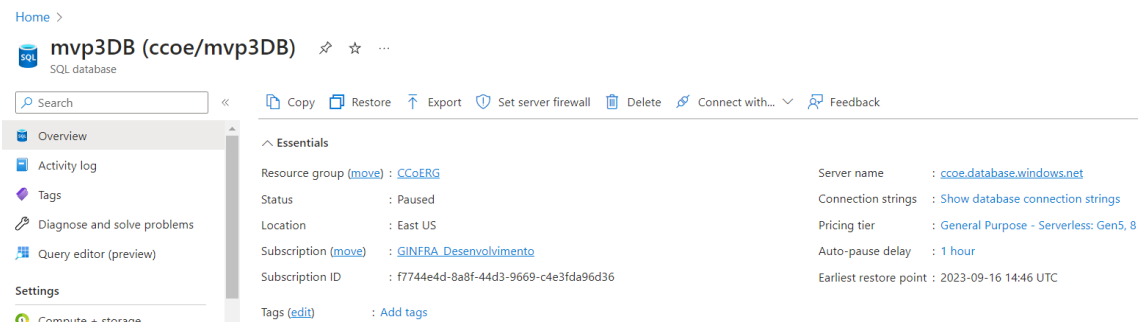 Home >
mvp3DB (ccoe/mvp3DB)
SQL database
Search
Copy Restore Export Set server firewall Delete Connect with... Feedback
Overview
Activity log
Tags
Diagnose and solve problems
Query editor (preview)
Settings
Compute + storage
Essentials
Resource group (move) : CCoERG
Status : Paused
Location : East US
Subscription (move) : GINFRA_Desenvolvimento
Subscription ID : f7744e4d-8a8f-44d3-9669-c4e3fda96d36
Tags (edit) : Add tags
Server name : ccoe.database.windows.net
Connection strings : Show database connection strings
Pricing tier : General Purpose - Serverless: Gen5, 8
Auto-pause delay : 1 hour
Earliest restore point : 2023-09-16 14:46 UTC